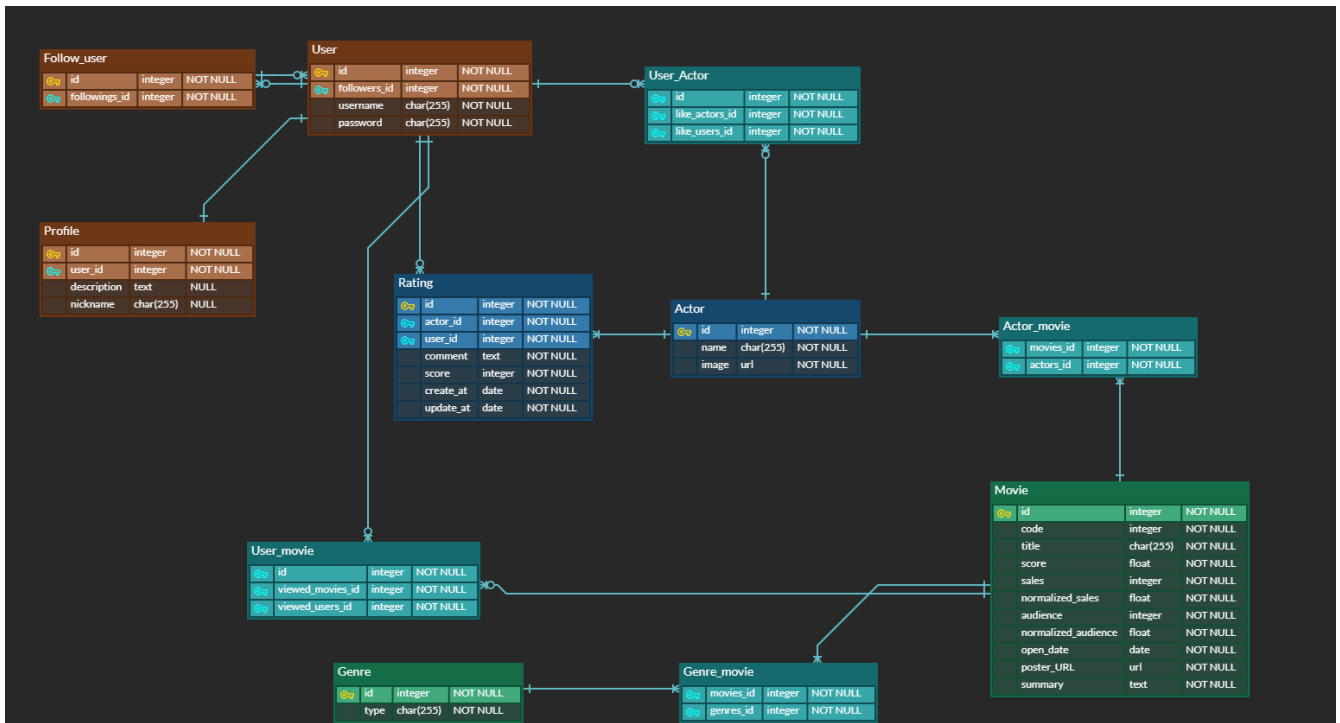 Follow_user
id integer NOT NULL
followings_id integer NOT NULL
User
id integer NOT NULL
followers_id integer NOT NULL
username char(255) NOT NULL
password char(255) NOT NULL
User_Actor
id integer NOT NULL
like_actors_id integer NOT NULL
like_users_id integer NOT NULL
Profile
id integer NOT NULL
user_id integer NOT NULL
description text NULL
nickname char(255) NULL
Rating
id integer NOT NULL
actor_id integer NOT NULL
user_id integer NOT NULL
comment text NOT NULL
score integer NOT NULL
create_at date NOT NULL
update_at date NOT NULL
Actor
id integer NOT NULL
name char(255) NOT NULL
image url NOT NULL
Actor_movie
movies_id integer NOT NULL
actors_id integer NOT NULL
Movie
id integer NOT NULL
code integer NOT NULL
title char(255) NOT NULL
score float NOT NULL
sales integer NOT NULL
normalized_sales float NOT NULL
audience integer NOT NULL
normalized_audience float NOT NULL
open_date date NOT NULL
poster_URL url NOT NULL
summary text NOT NULL
User_movie
id integer NOT NULL
viewed_movies_id integer NOT NULL
viewed_users_id integer NOT NULL
Genre
id integer NOT NULL
type char(255) NOT NULL
Genre_movie
movies_id integer NOT NULL
genres_id integer NOT NULL